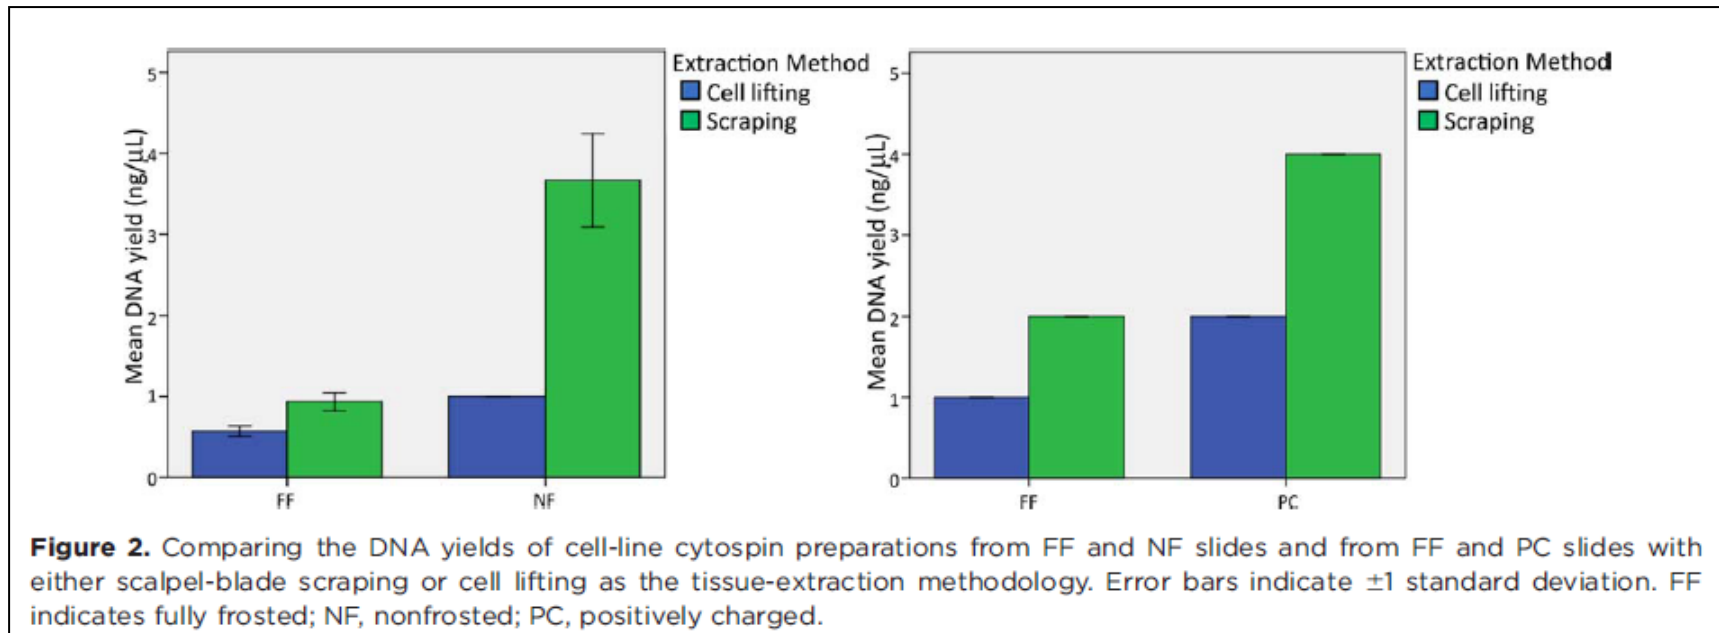 Extraction Method
Cell lifting
Scraping
Mean DNA yield (ng/μL)
5
4
3
2
1
0
FF
NF
Extraction Method
Cell lifting
Scraping
Mean DNA yield (ng/μL)
5
4
3
2
1
0
FF
PC
Figure 2. Comparing the DNA yields of cell-line cytospin preparations from FF and NF slides and from FF and PC slides with
either scalpel-blade scraping or cell lifting as the tissue-extraction methodology. Error bars indicate ±1 standard deviation. FF
indicates fully frosted; NF, nonfrosted; PC, positively charged.